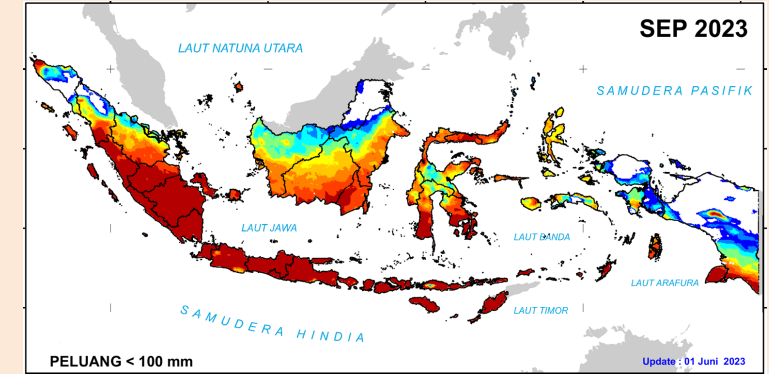 SEP 2023
LAUT NATUNA UTARA
SAMUDERA PASIFIK
LAUT JAWA
LAUT BANDA
LAUT ARAFURA
SAMUDERA HINDIA
LAUT TIMOR
PELUANG < 100 mm
Update : 01 Juni 2023